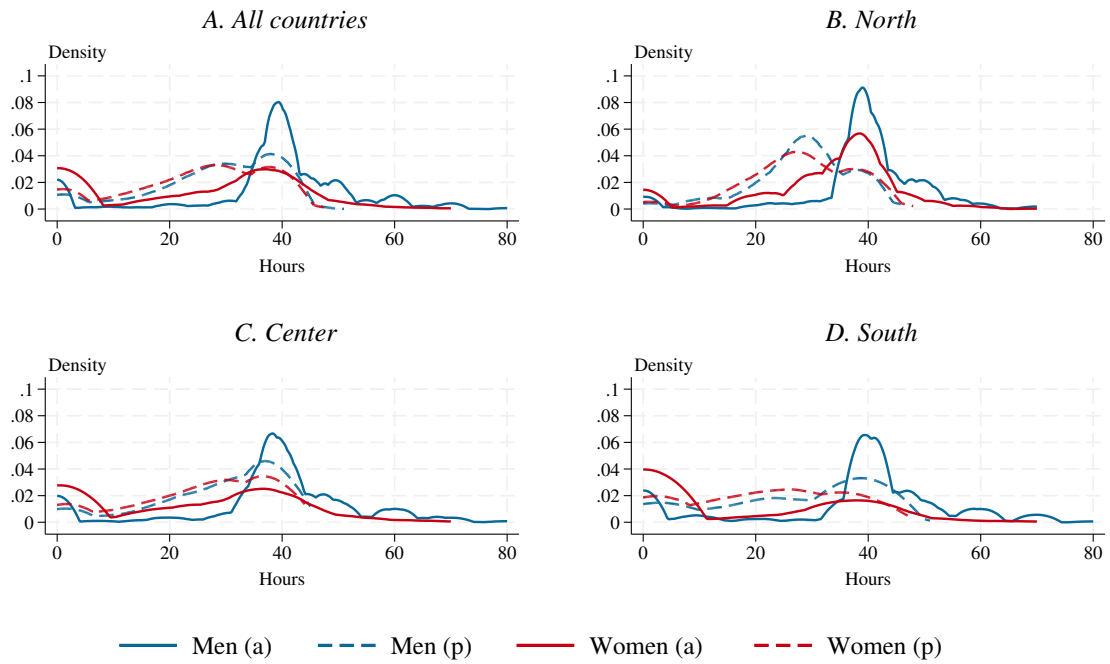 A. All countries
Density
.1
.08
.06
.04
.02
0
0 20 40 60 80
Hours
B. North
Density
.1
.08
.06
.04
.02
0
0 20 40 60 80
Hours
C. Center
Density
.1
.08
.06
.04
.02
0
0 20 40 60 80
Hours
D. South
Density
.1
.08
.06
.04
.02
0
0 20 40 60 80
Hours
Men (a) Men (p) Women (a) Women (p)